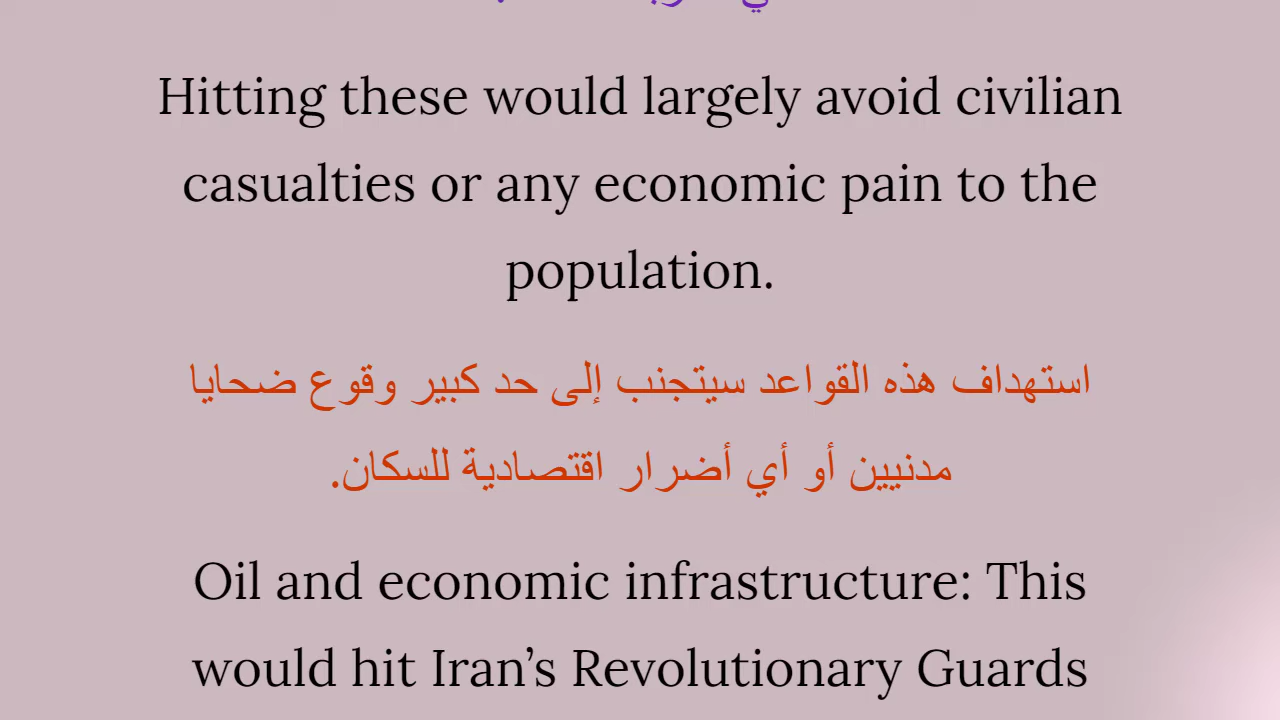 Hitting these would largely avoid civilian
casualties or any economic pain to the
population.
استهداف هذه القواعد سيتجنب إلى حد كبير وقوع ضحايا
مدنيين أو أي أضرار اقتصادية للسكان.
Oil and economic infrastructure: This
would hit Iran’s Revolutionary Guards